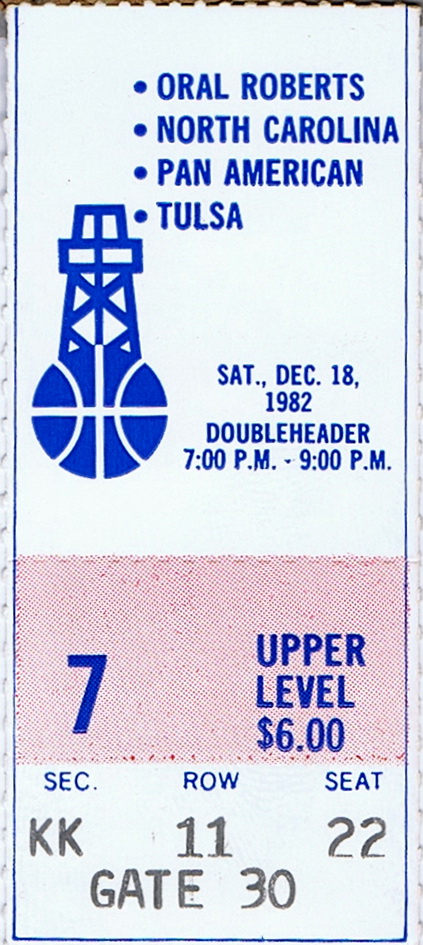 • ORAL ROBERTS
• NORTH CAROLINA
• PAN AMERICAN
• TULSA
SAT., DEC. 18,
1982
DOUBLEHEADER
7:00 P.M. - 9:00 P.M.
7
UPPER
LEVEL
$6.00
SEC. ROW SEAT
KK 11 22
GATE 30